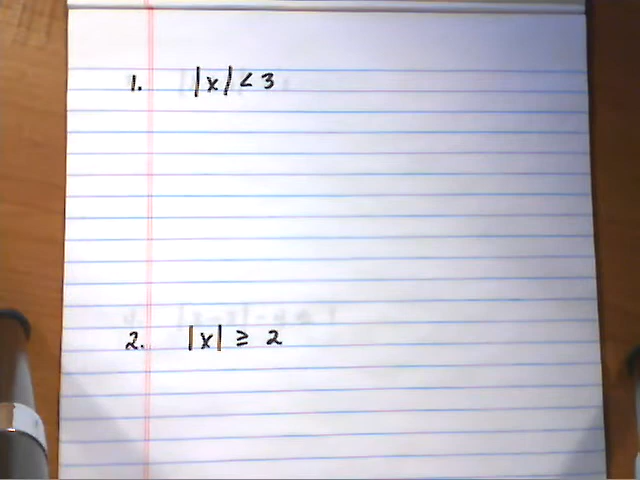 1. |x| < 3
2. |x| ≥ 2